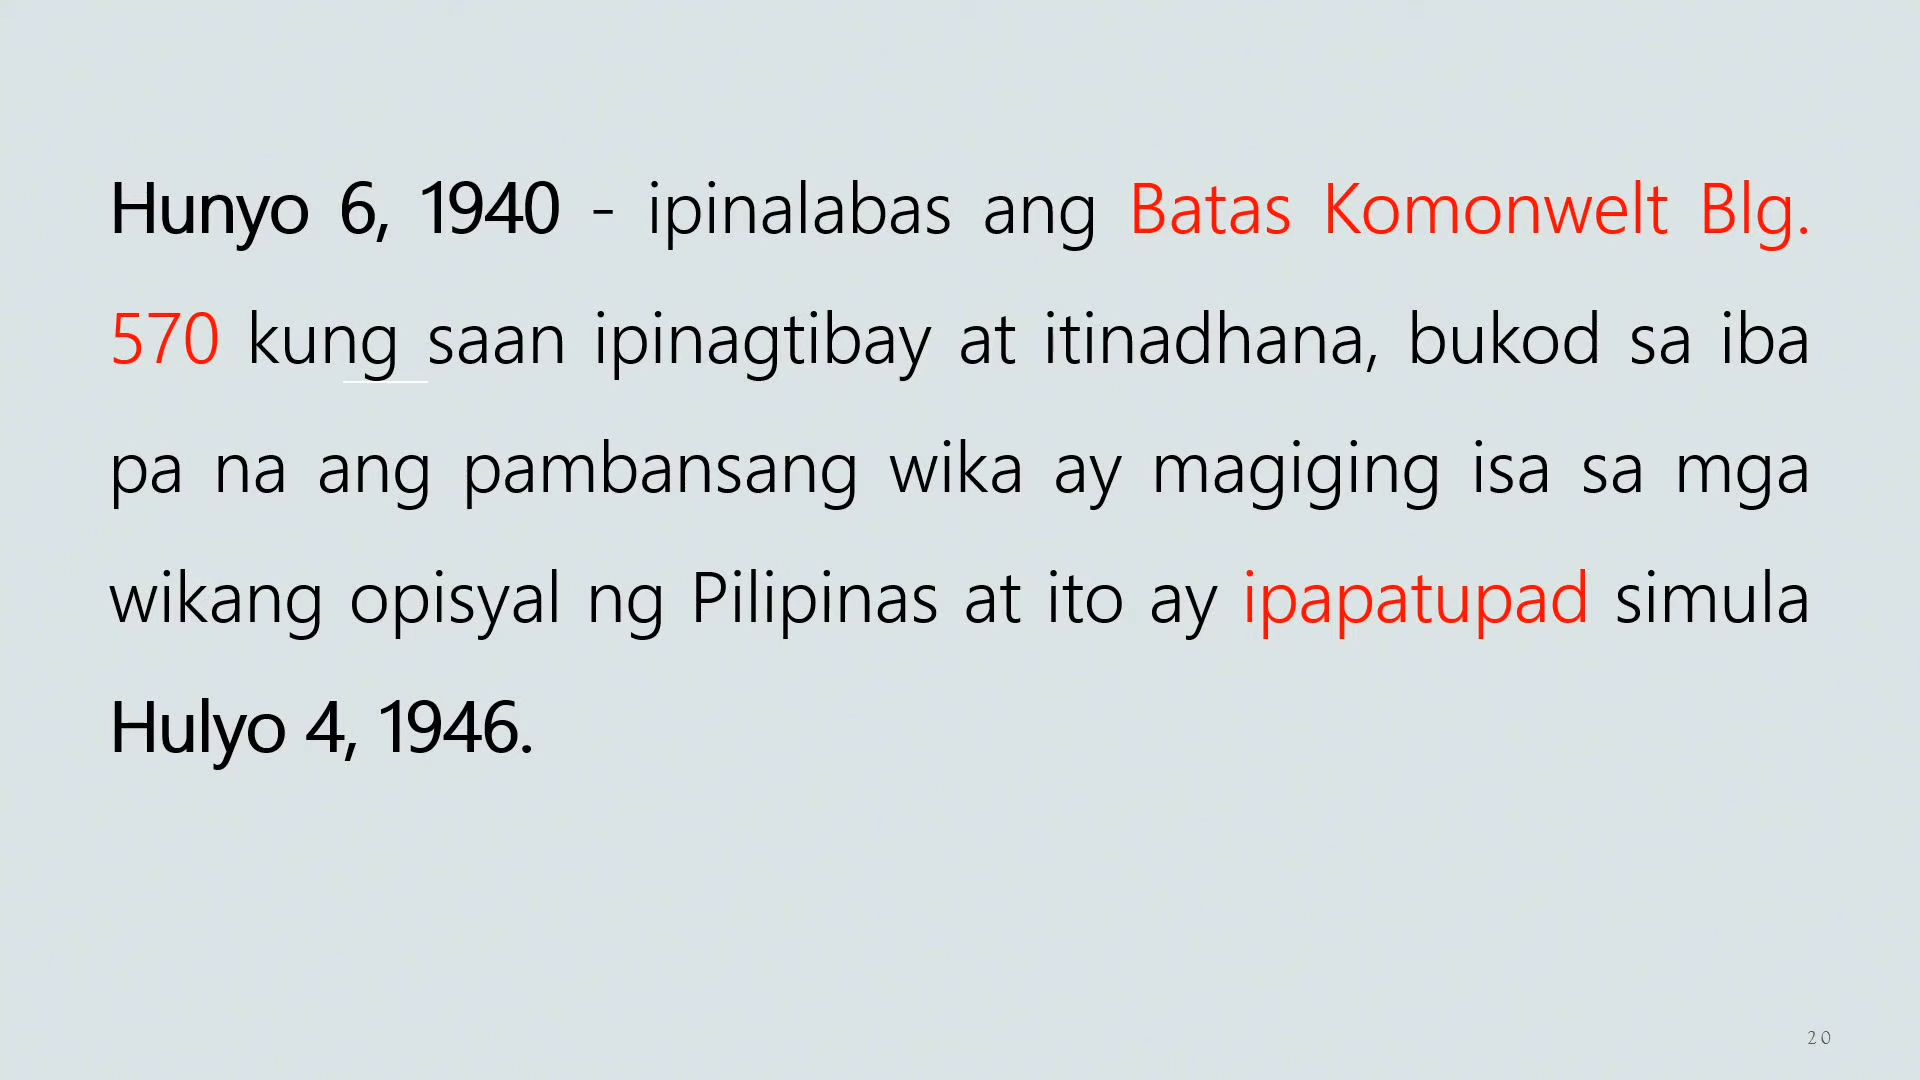 Hunyo 6, 1940 - ipinalabas ang Batas Komonwelt Blg.
570 kung saan ipinagtibay at itinadhana, bukod sa iba
pa na ang pambansang wika ay magiging isa sa mga
wikang opisyal ng Pilipinas at ito ay ipapatupad simula
Hulyo 4, 1946.
20